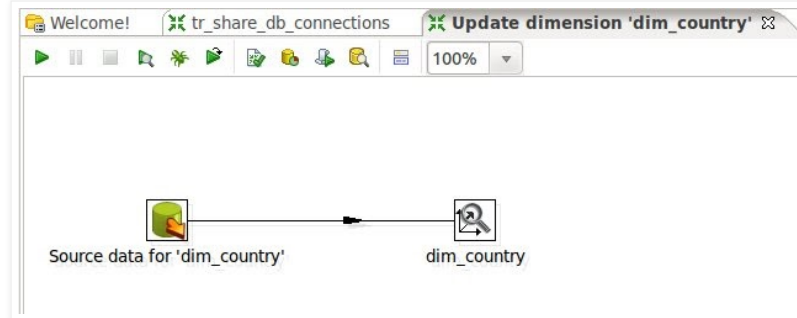 Welcome! tr_share_db_connections Update dimension 'dim_country'
100%
Source data for 'dim_country' dim_country